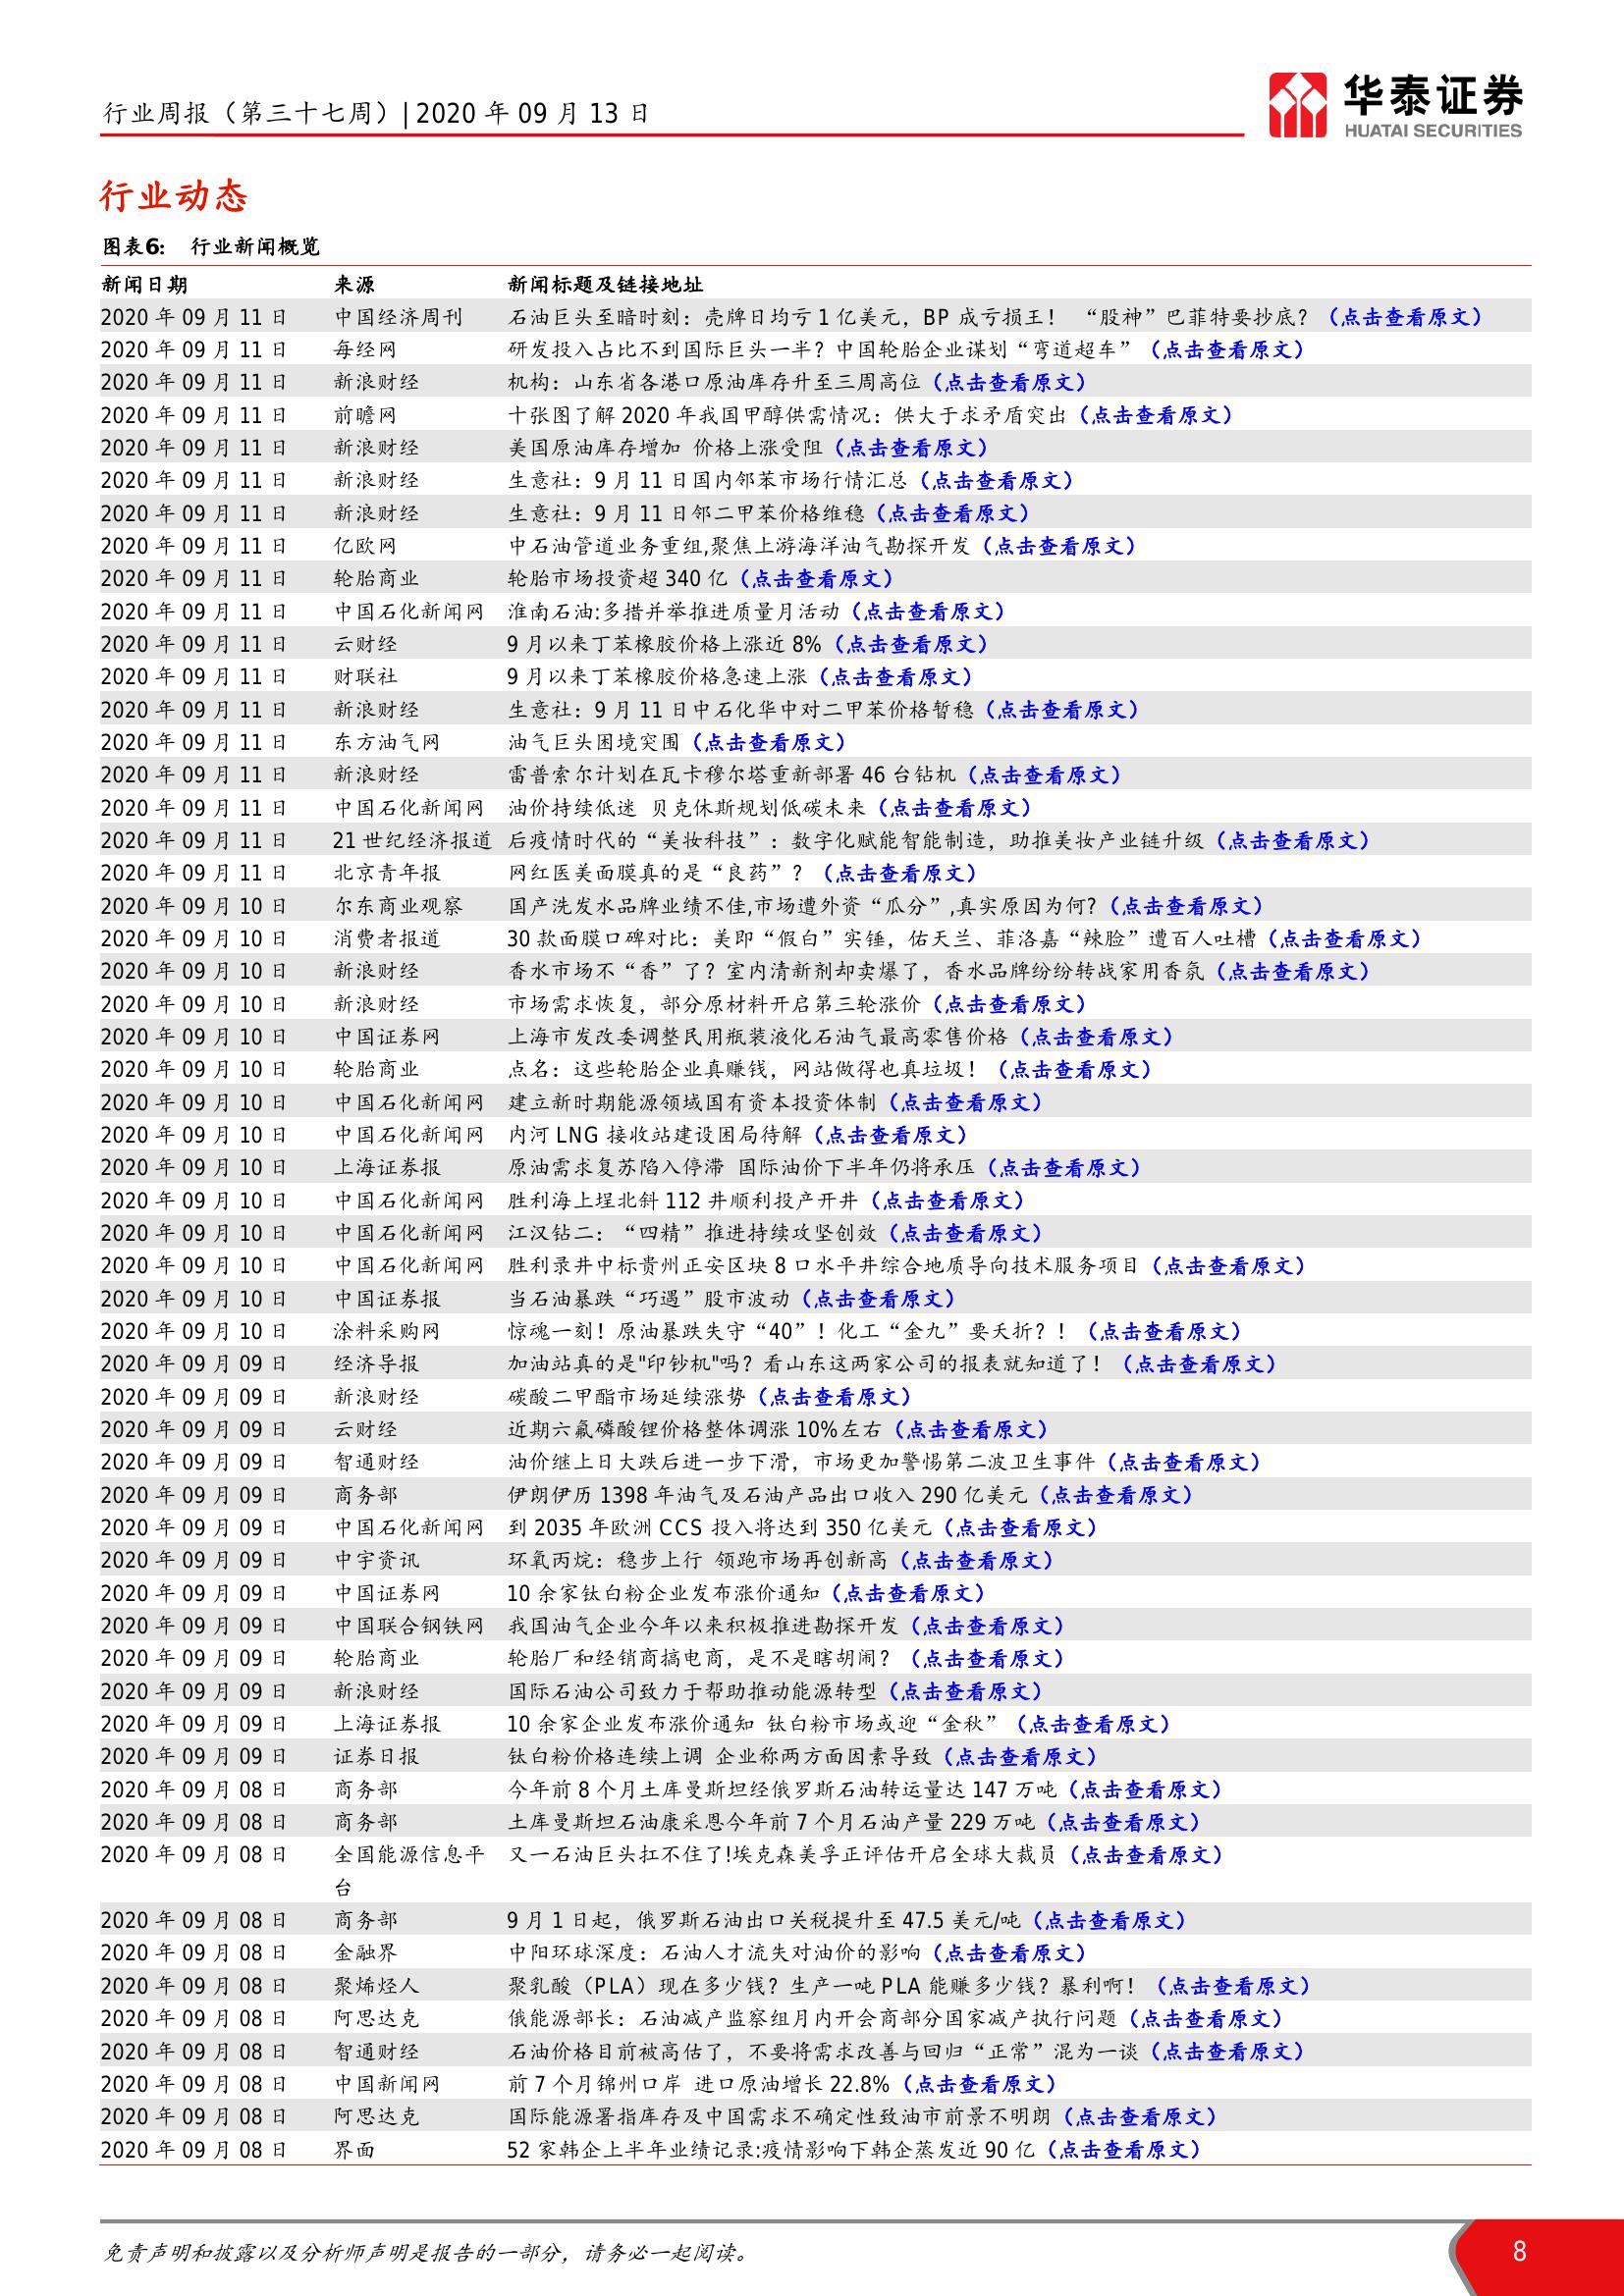 行业周报（第三十七周）| 2020 年 09 月 13 日
华泰证券
HUATAI SECURITIES
行业动态
图表6: 行业新闻概览
新闻日期 来源 新闻标题及链接地址
2020 年 09 月 11 日 中国经济周刊 石油巨头至暗时刻：壳牌日均亏 1 亿美元，BP 成亏损王！ “股神”巴菲特要抄底？（点击查看原文）
2020 年 09 月 11 日 每经网 研发投入占比不到国际巨头一半？中国轮胎企业谋划“弯道超车”（点击查看原文）
2020 年 09 月 11 日 新浪财经 机构：山东省各港口原油库存升至三周高位（点击查看原文）
2020 年 09 月 11 日 前瞻网 十张图了解 2020 年我国甲醇供需情况：供大于求矛盾突出（点击查看原文）
2020 年 09 月 11 日 新浪财经 美国原油库存增加 价格上涨受阻（点击查看原文）
2020 年 09 月 11 日 新浪财经 生意社：9 月 11 日国内邻苯市场行情汇总（点击查看原文）
2020 年 09 月 11 日 新浪财经 生意社：9 月 11 日邻二甲苯价格维稳（点击查看原文）
2020 年 09 月 11 日 亿欧网 中石油管道业务重组,聚焦上游海洋油气勘探开发（点击查看原文）
2020 年 09 月 11 日 轮胎商业 轮胎市场投资超 340 亿（点击查看原文）
2020 年 09 月 11 日 中国石化新闻网 淮南石油:多措并举推进质量月活动（点击查看原文）
2020 年 09 月 11 日 云财经 9 月以来丁苯橡胶价格上涨近 8%（点击查看原文）
2020 年 09 月 11 日 财联社 9 月以来丁苯橡胶价格急速上涨（点击查看原文）
2020 年 09 月 11 日 新浪财经 生意社：9 月 11 日中石化华中对二甲苯价格暂稳（点击查看原文）
2020 年 09 月 11 日 东方油气网 油气巨头困境突围（点击查看原文）
2020 年 09 月 11 日 新浪财经 雷普索尔计划在瓦卡穆尔塔重新部署 46 台钻机（点击查看原文）
2020 年 09 月 11 日 中国石化新闻网 油价持续低迷 贝克休斯规划低碳未来（点击查看原文）
2020 年 09 月 11 日 21 世纪经济报道 后疫情时代的“美妆科技”：数字化赋能智能制造，助推美妆产业链升级（点击查看原文）
2020 年 09 月 11 日 北京青年报 网红医美面膜真的是“良药”？（点击查看原文）
2020 年 09 月 10 日 尔东商业观察 国产洗发水品牌业绩不佳,市场遭外资“瓜分”,真实原因为何?（点击查看原文）
2020 年 09 月 10 日 消费者报道 30 款面膜口碑对比：美即“假白”实锤，佑天兰、菲洛嘉“辣脸”遭百人吐槽（点击查看原文）
2020 年 09 月 10 日 新浪财经 香水市场不“香”了？室内清新剂却卖爆了，香水品牌纷纷转战家用香氛（点击查看原文）
2020 年 09 月 10 日 新浪财经 市场需求恢复，部分原材料开启第三轮涨价（点击查看原文）
2020 年 09 月 10 日 中国证券网 上海市发改委调整民用瓶装液化石油气最高零售价格（点击查看原文）
2020 年 09 月 10 日 轮胎商业 点名：这些轮胎企业真赚钱，网站做得也真垃圾！（点击查看原文）
2020 年 09 月 10 日 中国石化新闻网 建立新时期能源领域国有资本投资体制（点击查看原文）
2020 年 09 月 10 日 中国石化新闻网 内河 LNG 接收站建设困局待解（点击查看原文）
2020 年 09 月 10 日 上海证券报 原油需求复苏陷入停滞 国际油价下半年仍将承压（点击查看原文）
2020 年 09 月 10 日 中国石化新闻网 胜利海上埕北斜 112 井顺利投产开井（点击查看原文）
2020 年 09 月 10 日 中国石化新闻网 江汉钻二：“四精”推进持续攻坚创效（点击查看原文）
2020 年 09 月 10 日 中国石化新闻网 胜利录井中标贵州正安区块 8 口水平井综合地质导向技术服务项目（点击查看原文）
2020 年 09 月 10 日 中国证券报 当石油暴跌“巧遇”股市波动（点击查看原文）
2020 年 09 月 10 日 涂料采购网 惊魂一刻！原油暴跌失守“40”！化工“金九”要夭折？！（点击查看原文）
2020 年 09 月 10 日 经济导报 加油站真的是"印钞机"吗？看山东这两家公司的报表就知道了！（点击查看原文）
2020 年 09 月 09 日 新浪财经 碳酸二甲酯市场延续涨势（点击查看原文）
2020 年 09 月 09 日 云财经 近期六氟磷酸锂价格整体调涨 10%左右（点击查看原文）
2020 年 09 月 09 日 智通财经 油价继上日大跌后进一步下滑，市场更加警惕第二波卫生事件（点击查看原文）
2020 年 09 月 09 日 商务部 伊朗伊历 1398 年油气及石油产品出口收入 290 亿美元（点击查看原文）
2020 年 09 月 09 日 中国石化新闻网 到 2035 年欧洲 CCS 投入将达到 350 亿美元（点击查看原文）
2020 年 09 月 09 日 中宇资讯 环氧丙烷：稳步上行 领跑市场再创新高（点击查看原文）
2020 年 09 月 09 日 中国证券网 10 余家钛白粉企业发布涨价通知（点击查看原文）
2020 年 09 月 09 日 中国联合钢铁网 我国油气企业今年以来积极推进勘探开发（点击查看原文）
2020 年 09 月 09 日 轮胎商业 轮胎厂和经销商搞电商，是不是瞎胡闹？（点击查看原文）
2020 年 09 月 09 日 新浪财经 国际石油公司致力于帮助推动能源转型（点击查看原文）
2020 年 09 月 09 日 上海证券报 10 余家企业发布涨价通知 钛白粉市场或迎“金秋”（点击查看原文）
2020 年 09 月 09 日 证券日报 钛白粉价格连续上调 企业称两方面因素导致（点击查看原文）
2020 年 09 月 08 日 商务部 今年前 8 个月土库曼斯坦经俄罗斯石油转运量达 147 万吨（点击查看原文）
2020 年 09 月 08 日 商务部 土库曼斯坦石油康采恩今年前 7 个月石油产量 229 万吨（点击查看原文）
2020 年 09 月 08 日 全国能源信息平 又一石油巨头扛不住了!埃克森美孚正评估开启全球大裁员（点击查看原文）
台
2020 年 09 月 08 日 商务部 9 月 1 日起，俄罗斯石油出口关税提升至 47.5 美元/吨（点击查看原文）
2020 年 09 月 08 日 金融界 中阳环球深度：石油人才流失对油价的影响（点击查看原文）
2020 年 09 月 08 日 聚烯烃人 聚乳酸（PLA）现在多少钱？生产一吨 PLA 能赚多少钱？暴利啊！（点击查看原文）
2020 年 09 月 08 日 阿思达克 俄能源部长：石油减产监察组月内开会商部分国家减产执行问题（点击查看原文）
2020 年 09 月 08 日 智通财经 石油价格目前被高估了，不要将需求改善与回归“正常”混为一谈（点击查看原文）
2020 年 09 月 08 日 中国新闻网 前 7 个月锦州口岸 进口原油增长 22.8%（点击查看原文）
2020 年 09 月 08 日 阿思达克 国际能源署指库存及中国需求不确定性致油市前景不明朗（点击查看原文）
2020 年 09 月 08 日 界面 52 家韩企上半年业绩记录:疫情影响下韩企蒸发近 90 亿（点击查看原文）
免责声明和披露以及分析师声明是报告的一部分，请务必一起阅读。
8